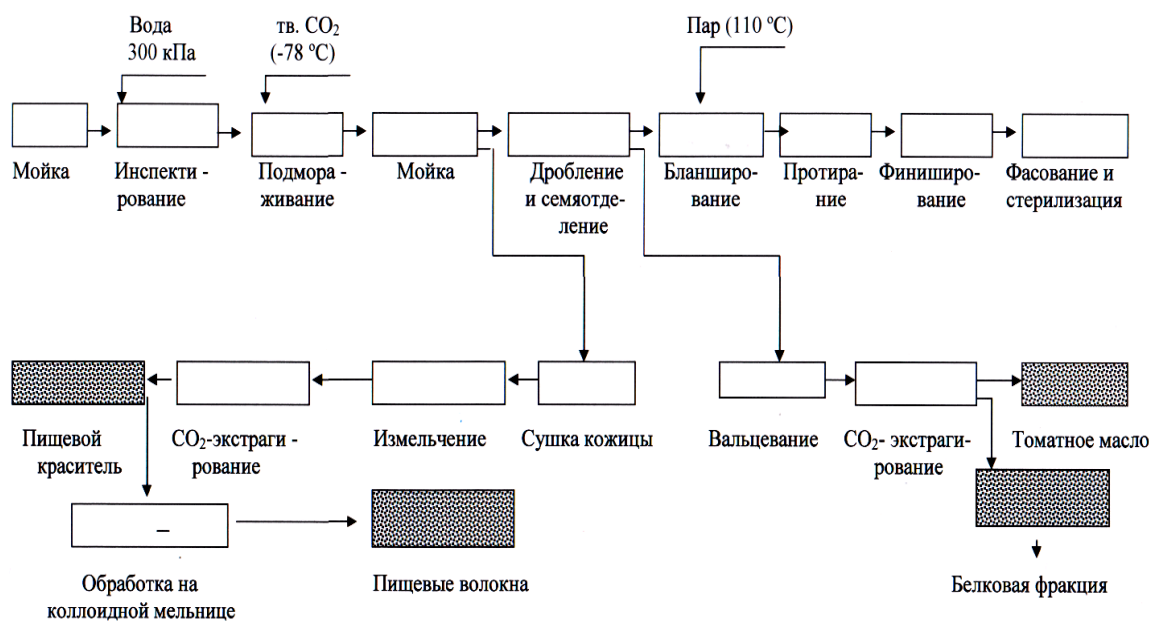 Вода
300 кПа
тв. CO2
(-78 ºС)
Пар (110 ºС)
Мойка
Инспекти -
рование
Подмора -
живание
Мойка
Дробление
и семяотде-
ление
Бланширо-
вание
Протира-
ние
Финиширо-
вание
Фасование и
стерилизация
Пищевой
краситель
CO2-экстраги -
рование
Измельчение
Сушка кожицы
Вальцевание
CO2- экстраги-
рование
Томатное масло
–
Обработка на
коллоидной мельнице
Пищевые волокна
Белковая фракция